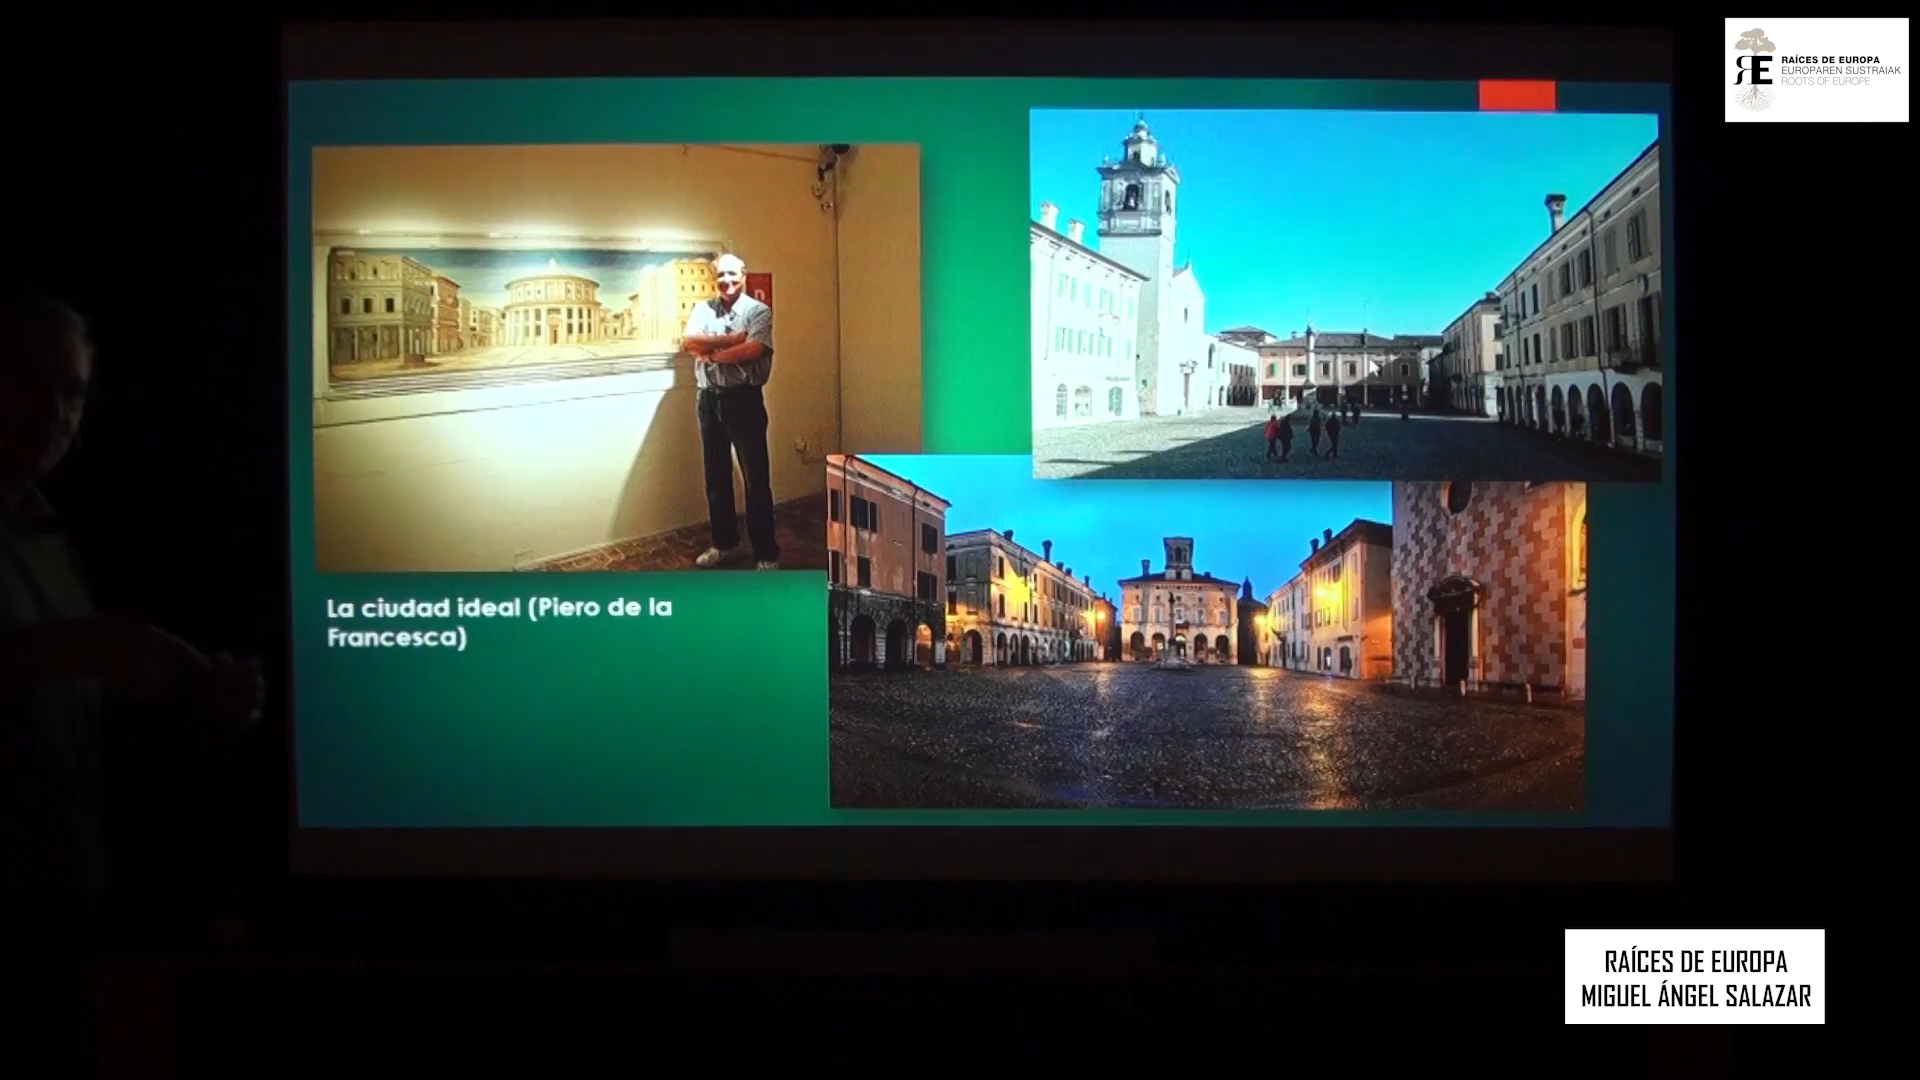 RAÍCES DE EUROPA
EUROPAREN SUSTRAIAK
ROOTS OF EUROPE
La ciudad ideal (Piero de la
Francesca)
RAÍCES DE EUROPA
MIGUEL ÁNGEL SALAZAR